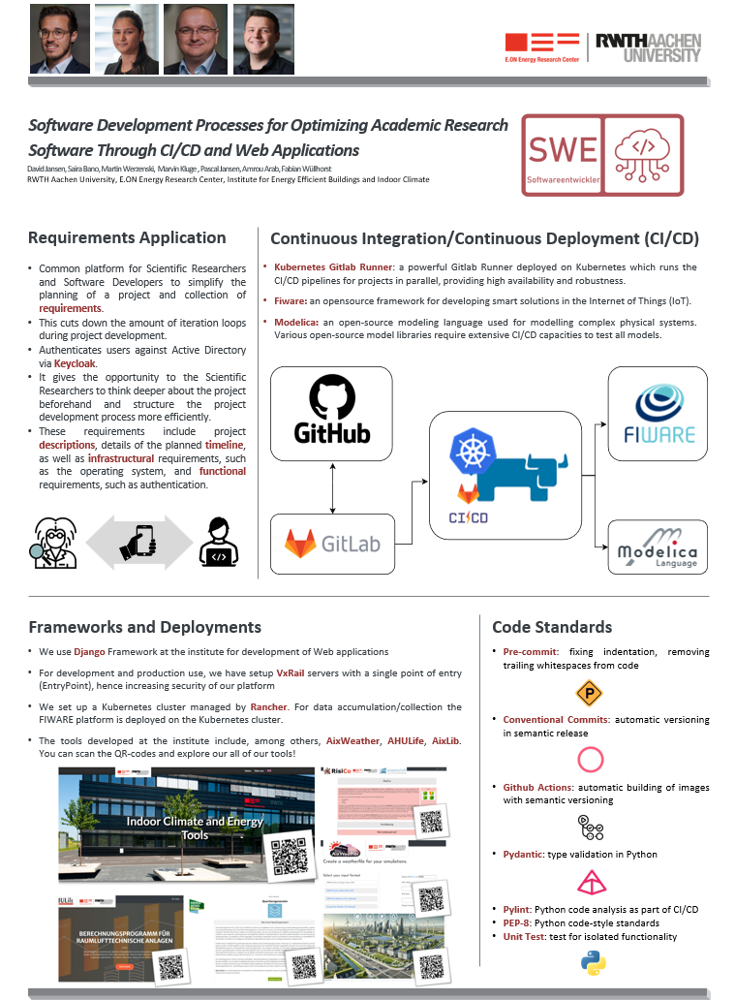 E.ON Energy Research Center
RWTHAACHEN
UNIVERSITY
Software Development Processes for Optimizing Academic Research
Software Through CI/CD and Web Applications
David Jansen, Saira Bano, Martin Werzenski, Marvin Kluge , Pascal Jansen, Amrou Arab, Fabian Wüllhorst
RWTH Aachen University, E.ON Energy Research Center, Institute for Energy Efficient Buildings and Indoor Climate
SWE
Softwareentwickler
Requirements Application
• Common platform for Scientific Researchers
and Software Developers to simplify the
planning of a project and collection of
requirements.
• This cuts down the amount of iteration loops
during project development.
• Authenticates users against Active Directory
via Keycloak.
• It gives the opportunity to the Scientific
Researchers to think deeper about the project
beforehand and structure the project
development process more efficiently.
• These requirements include project
descriptions, details of the planned timeline,
as well as infrastructural requirements, such
as the operating system, and functional
requirements, such as authentication.
Continuous Integration/Continuous Deployment (CI/CD)
• Kubernetes Gitlab Runner: a powerful Gitlab Runner deployed on Kubernetes which runs the
CI/CD pipelines for projects in parallel, providing high availability and robustness.
• Fiware: an opensource framework for developing smart solutions in the Internet of Things (IoT).
• Modelica: an open-source modeling language used for modelling complex physical systems.
Various open-source model libraries require extensive CI/CD capacities to test all models.
GitHub
GitLab
CI CD
FIWARE
Modelica
Language
Frameworks and Deployments
• We use Django Framework at the institute for development of Web applications
• For development and production use, we have setup VxRail servers with a single point of entry
(EntryPoint), hence increasing security of our platform
• We set up a Kubernetes cluster managed by Rancher. For data accumulation/collection the
FIWARE platform is deployed on the Kubernetes cluster.
• The tools developed at the institute include, among others, AixWeather, AHULife, AixLib.
You can scan the QR-codes and explore our all of our tools!
Indoor Climate and Energy
Tools
RisiCo
Create a weatherfile for your simulations
Select your input format
BERECHNUNGSPROGRAMM FÜR
RAUMLUFTTECHNISCHE ANLAGEN
Code Standards
• Pre-commit: fixing indentation, removing
trailing whitespaces from code
P
• Conventional Commits: automatic versioning
in semantic release
• Github Actions: automatic building of images
with semantic versioning
• Pydantic: type validation in Python
• Pylint: Python code analysis as part of CI/CD
• PEP-8: Python code-style standards
• Unit Test: test for isolated functionality